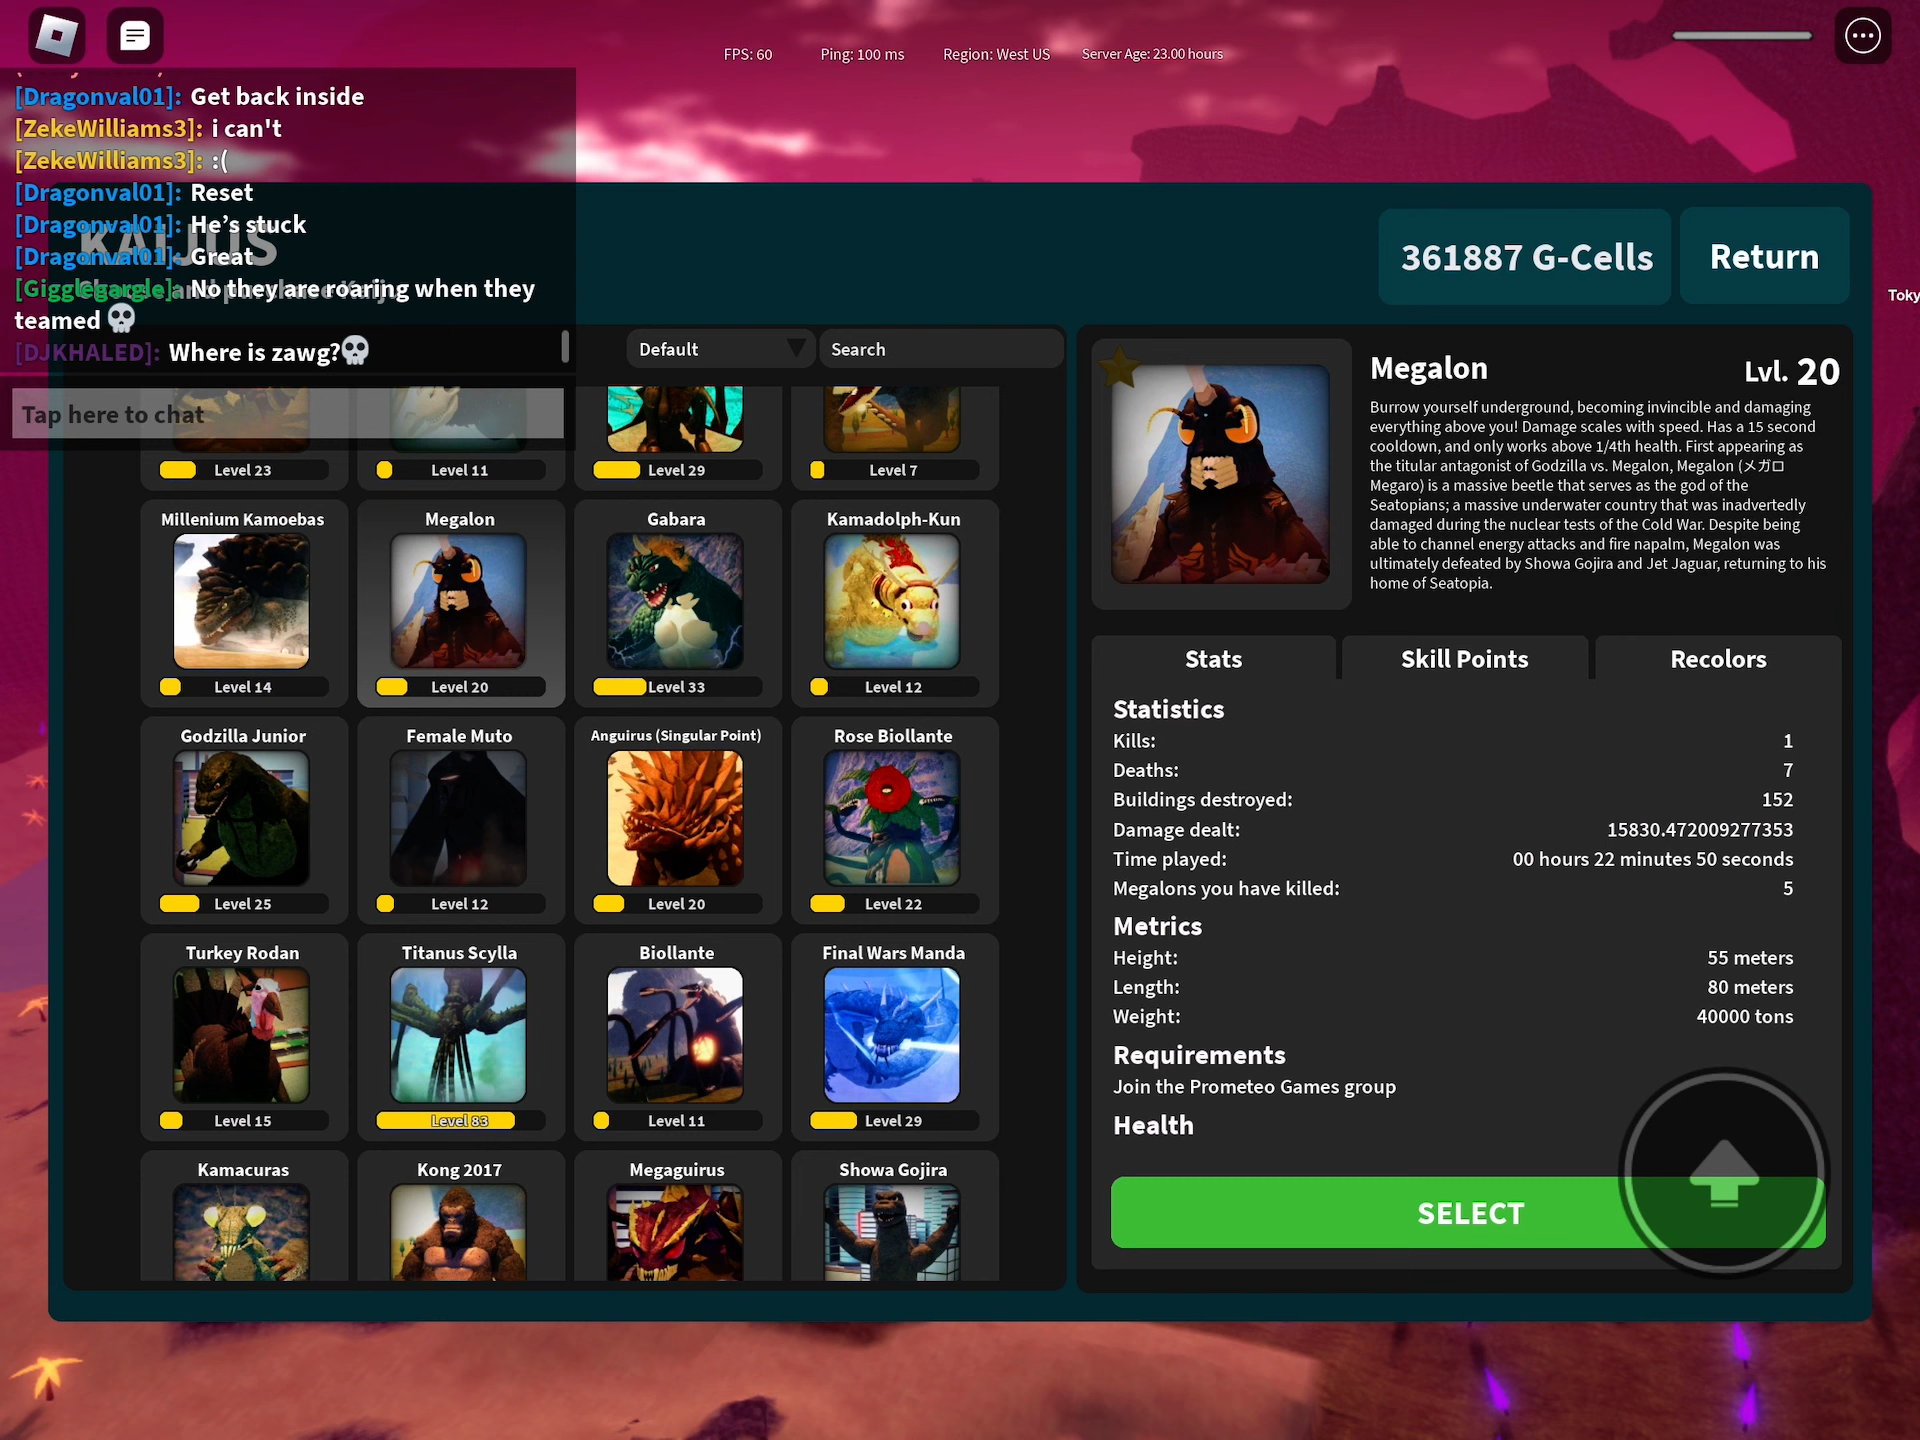 FPS: 60
Ping: 100 ms
Region: West US
Server Age: 23.00 hours
[Dragonval01]: Get back inside
[ZekeWilliams3]: i can't
[ZekeWilliams3]: :(
[Dragonval01]: Reset
[Dragonval01]: He's stuck
[Dragonval01]: Great
[Gigglegargle]: No they are roaring when they
teamed 💀
[DJKHALED]: Where is zawg?💀
Tap here to chat
KAIJUS
and purchase Kaiju
361887 G-Cells
Return
Toky
Default
Search
Level 23
Level 11
Level 29
Level 7
Millenium Kamoebas
Megalon
Gabara
Kamadolph-Kun
Level 14
Level 20
Level 33
Level 12
Godzilla Junior
Female Muto
Anguirus (Singular Point)
Rose Biollante
Level 25
Level 12
Level 20
Level 22
Turkey Rodan
Titanus Scylla
Biollante
Final Wars Manda
Level 15
Level 83
Level 11
Level 29
Kamacuras
Kong 2017
Megaguirus
Showa Gojira
Megalon
Lvl. 20
Burrow yourself underground, becoming invincible and damaging
everything above you! Damage scales with speed. Has a 15 second
cooldown, and only works above 1/4th health. First appearing as
the titular antagonist of Godzilla vs. Megalon, Megalon (メガロ
Megaro) is a massive beetle that serves as the god of the
Seatopians; a massive underwater country that was inadvertedly
damaged during the nuclear tests of the Cold War. Despite being
able to channel energy attacks and fire napalm, Megalon was
ultimately defeated by Showa Gojira and Jet Jaguar, returning to his
home of Seatopia.
Stats
Skill Points
Recolors
Statistics
Kills: 1
Deaths: 7
Buildings destroyed: 152
Damage dealt: 15830.472009277353
Time played: 00 hours 22 minutes 50 seconds
Megalons you have killed: 5
Metrics
Height: 55 meters
Length: 80 meters
Weight: 40000 tons
Requirements
Join the Prometeo Games group
Health
SELECT